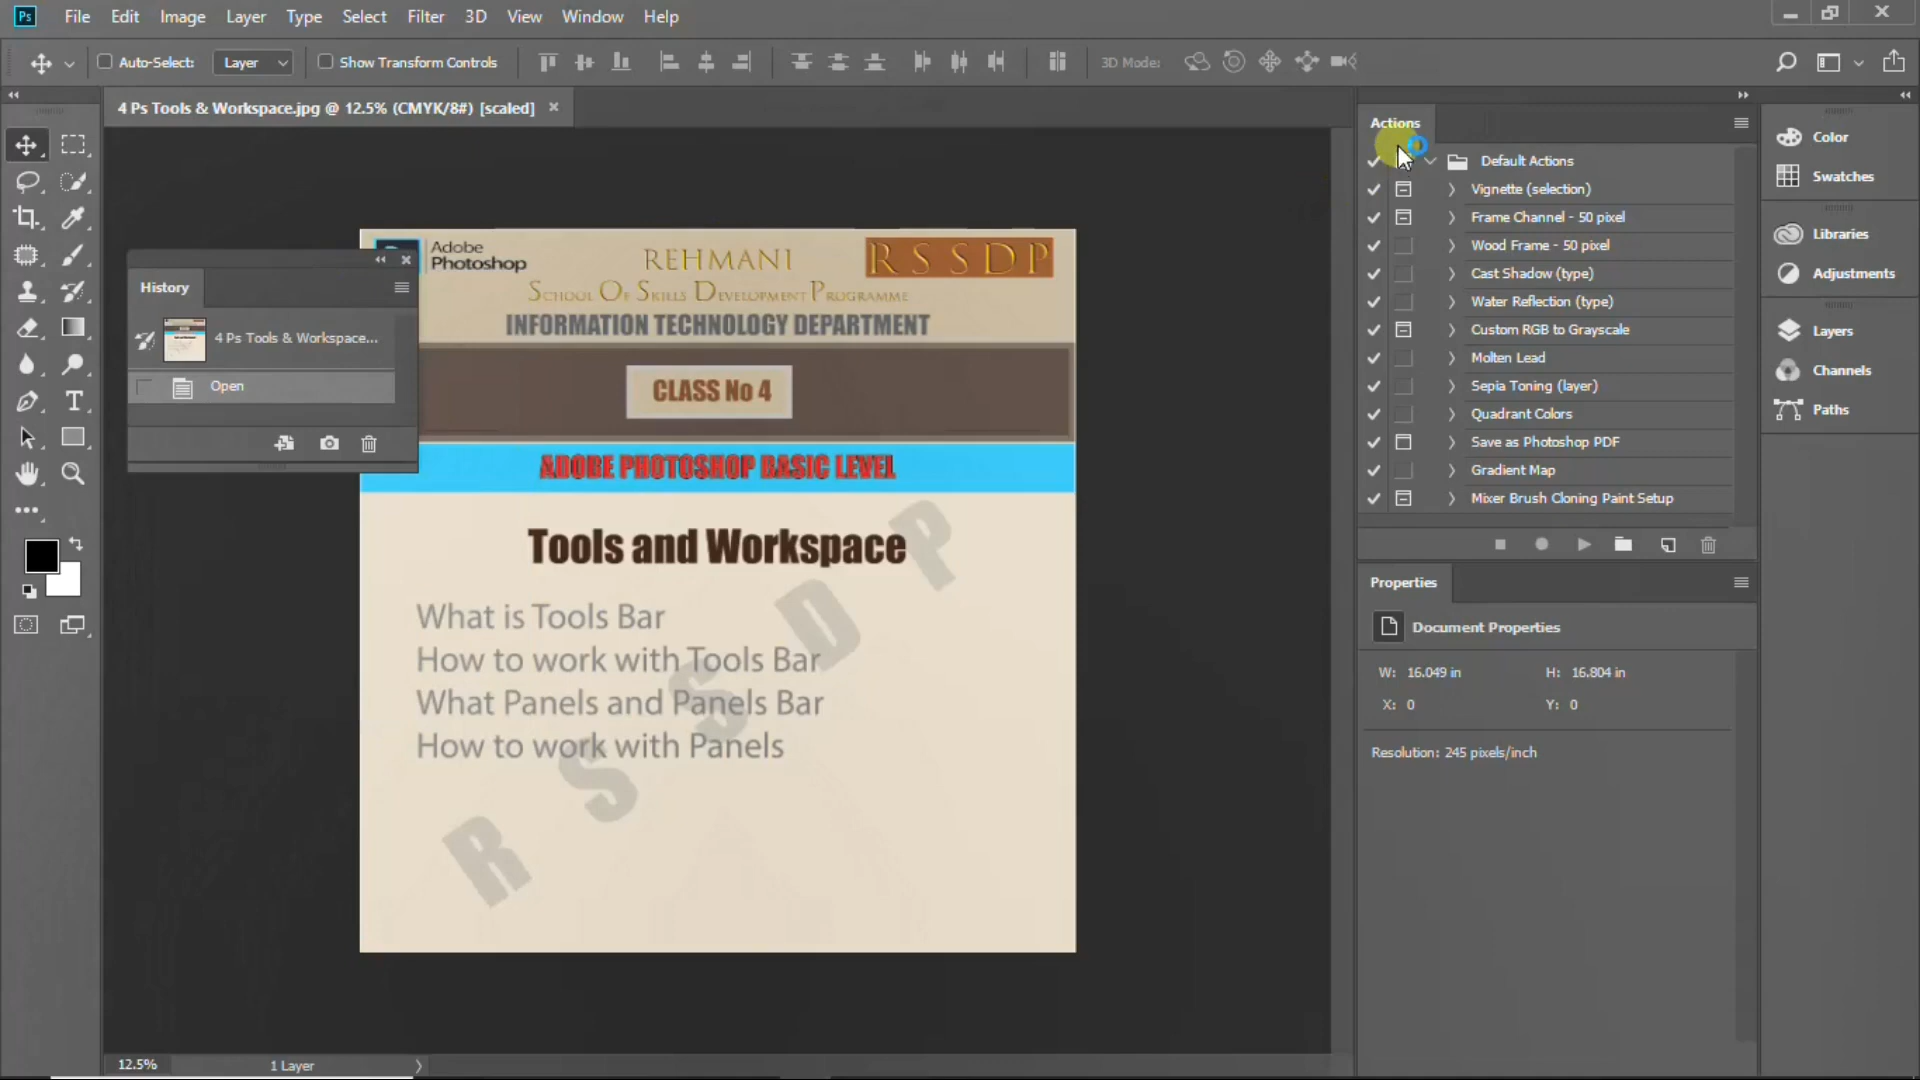 Ps File Edit Image Layer Type Select Filter 3D View Window Help
Auto-Select: Layer Show Transform Controls 3D Mode:
4 Ps Tools & Workspace.jpg @ 12.5% (CMYK/8#) [scaled]
History
4 Ps Tools & Workspace...
Open
Adobe
Photoshop
REHMANI
RSSDP
School Of Skills Development Programme
INFORMATION TECHNOLOGY DEPARTMENT
CLASS No 4
ADOBE PHOTOSHOP BASIC LEVEL
Tools and Workspace
What is Tools Bar
How to work with Tools Bar
What Panels and Panels Bar
How to work with Panels
R S S D P
Actions
Default Actions
Vignette (selection)
Frame Channel - 50 pixel
Wood Frame - 50 pixel
Cast Shadow (type)
Water Reflection (type)
Custom RGB to Grayscale
Molten Lead
Sepia Toning (layer)
Quadrant Colors
Save as Photoshop PDF
Gradient Map
Mixer Brush Cloning Paint Setup
Properties
Document Properties
W: 16.049 in H: 16.804 in
X: 0 Y: 0
Resolution: 245 pixels/inch
Color
Swatches
Libraries
Adjustments
Layers
Channels
Paths
12.5% 1 Layer